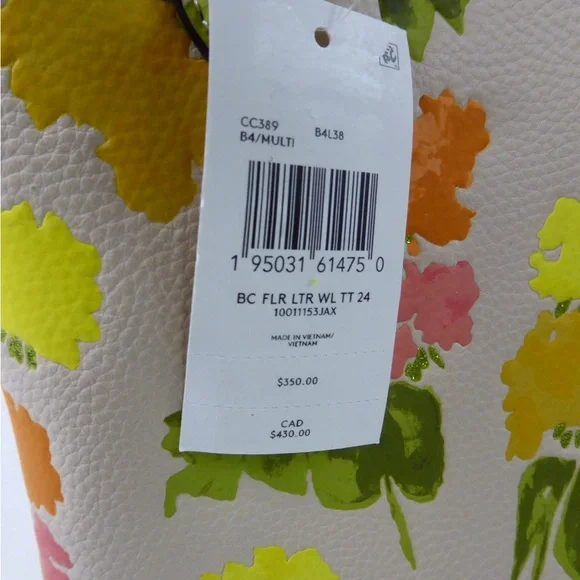 CC389 B4L38
B4/MULTI
1 95031 61475 0
BC FLR LTR WL TT 24
10011153JAX
MADE IN VIETNAM/
VIETNAM
$350.00
CAD
$430.00